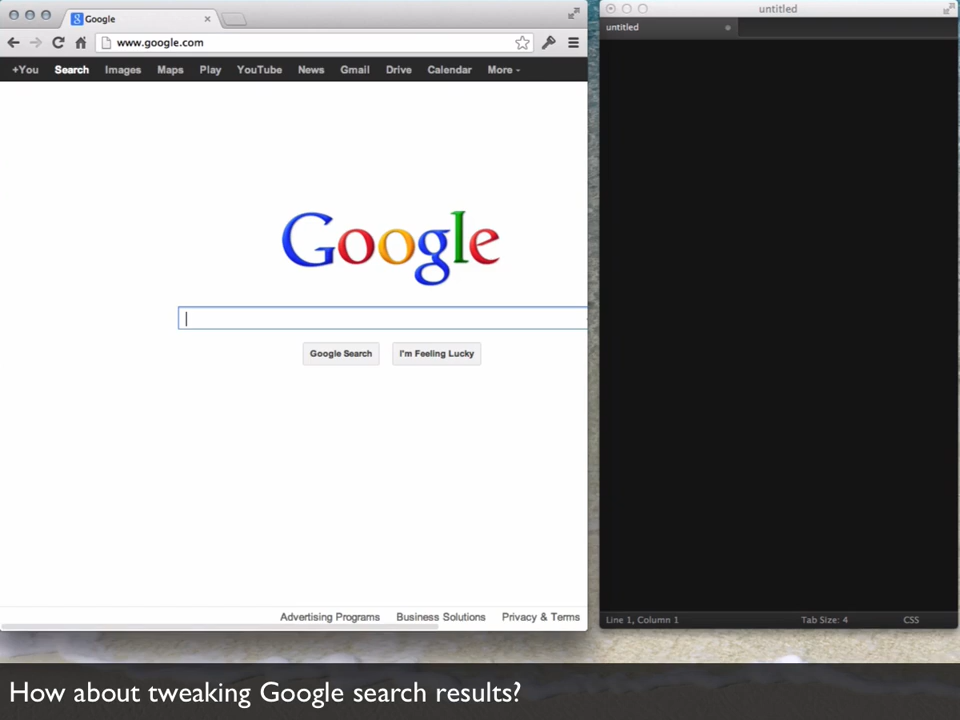 Google
www.google.com
+You Search Images Maps Play YouTube News Gmail Drive Calendar More
Google
Google Search I'm Feeling Lucky
Advertising Programs Business Solutions Privacy & Terms
untitled
untitled
Line 1, Column 1 Tab Size: 4 CSS
How about tweaking Google search results?